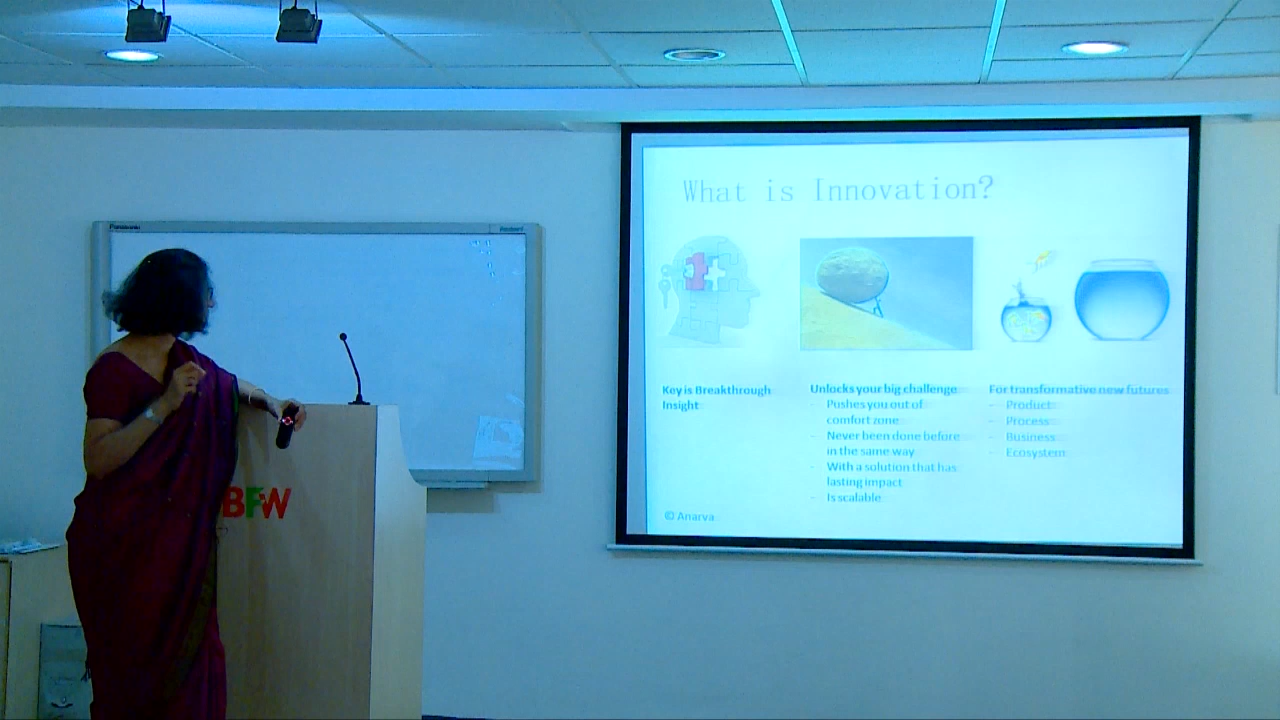 Panasonic
What is Innovation?
Key is Breakthrough
Insight
Unlocks your big challenge
- Pushes you out of
comfort zone
- Never been done before
in the same way
- With a solution that has
lasting impact
- Is scalable
For transformative new futures
- Product
- Process
- Business
- Ecosystem
© Anarva
BFW